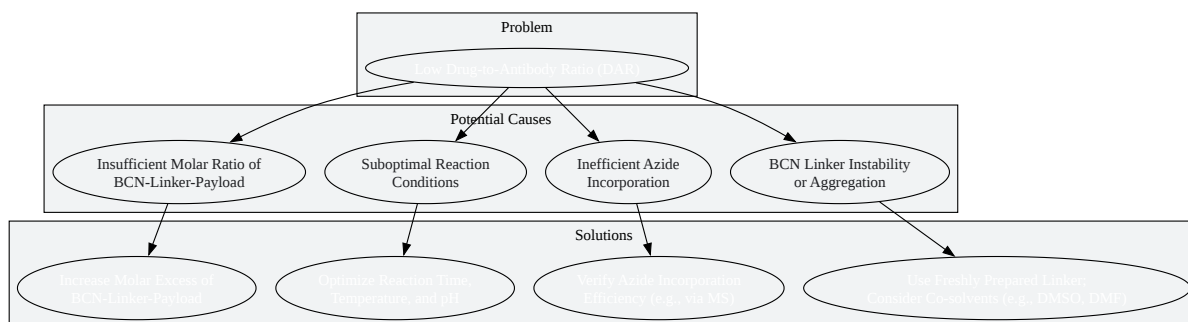 Problem
Low Drug-to-Antibody Ratio (DAR)
Potential Causes
Insufficient Molar Ratio of
BCN-Linker-Payload
Suboptimal Reaction
Conditions
Inefficient Azide
Incorporation
BCN Linker Instability
or Aggregation
Solutions
Increase Molar Excess of
BCN-Linker-Payload
Optimize Reaction Time,
Temperature, and pH
Verify Azide Incorporation
Efficiency (e.g., via MS)
Use Freshly Prepared Linker;
Consider Co-solvents (e.g., DMSO, DMF)